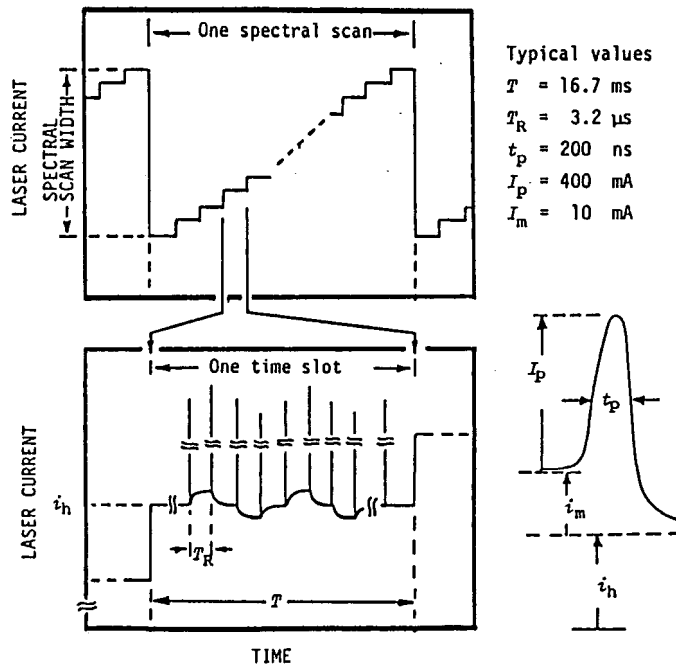 One spectral scan
LASER CURRENT
SPECTRAL
SCAN WIDTH
Typical values
T = 16.7 ms
T_R = 3.2 μs
t_p = 200 ns
I_p = 400 mA
I_m = 10 mA
One time slot
LASER CURRENT
i_h
T_R
T
TIME
I_p
t_p
i_m
i_h